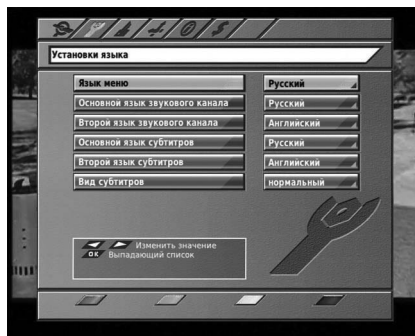 Установки языка
Язык меню Русский
Основной язык звукового канала Русский
Второй язык звукового канала Английский
Основной язык субтитров Русский
Второй язык субтитров Английский
Вид субтитров нормальный
Изменить значение
OK Выпадающий список